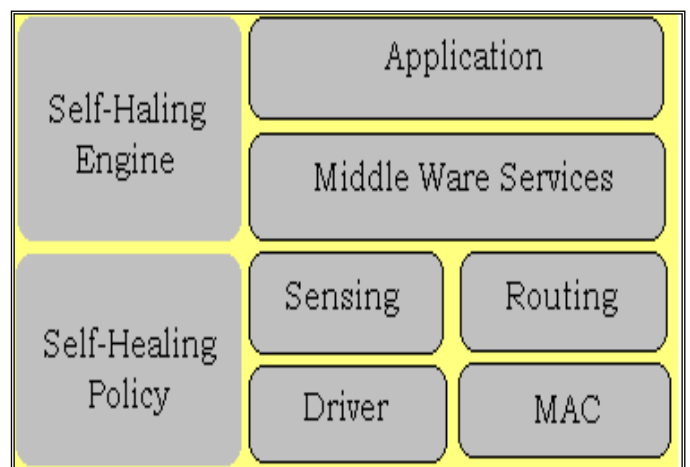 Self-Haling
Engine
Application
Middle Ware Services
Self-Healing
Policy
Sensing
Routing
Driver
MAC